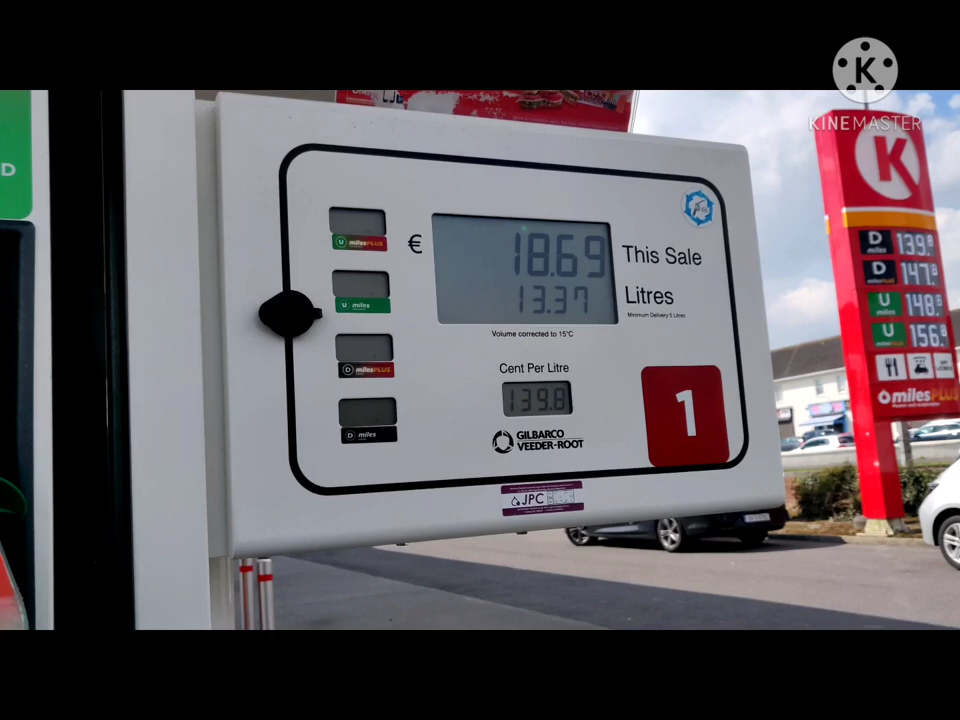 KINEMASTER
D
K
U milesPLUS
U miles
D milesPLUS
D miles
€
18.69
This Sale
13.37
Litres
Minimum Delivery 5 Litres
Volume corrected to 15°C
Cent Per Litre
139.8
GILBARCO
VEEDER-ROOT
1
JPC
K
D miles 139.8
D milesPLUS 147.8
U miles 148.8
U milesPLUS 156.8
milesPLUS